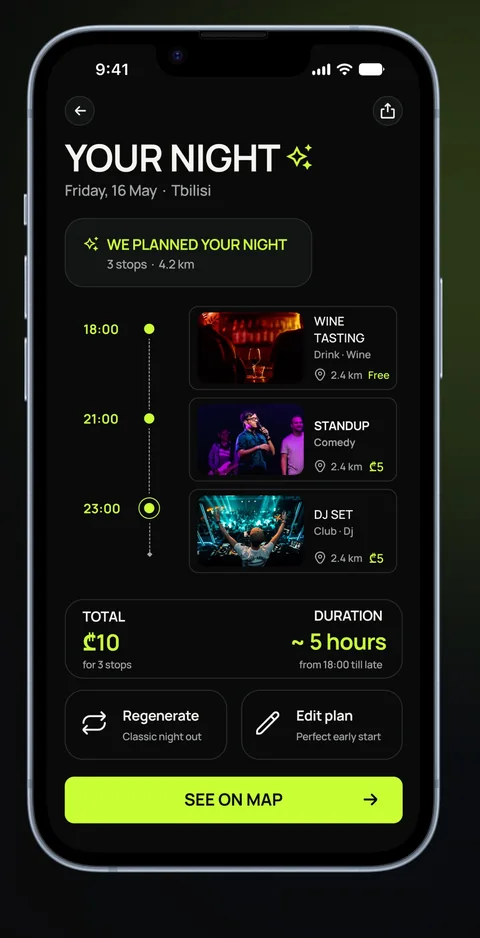 9:41
YOUR NIGHT
Friday, 16 May · Tbilisi
WE PLANNED YOUR NIGHT
3 stops · 4.2 km
18:00
WINE
TASTING
Drink · Wine
2.4 km Free
21:00
STANDUP
Comedy
2.4 km ₾5
23:00
DJ SET
Club · Dj
2.4 km ₾5
TOTAL
₾10
for 3 stops
DURATION
~ 5 hours
from 18:00 till late
Regenerate
Classic night out
Edit plan
Perfect early start
SEE ON MAP